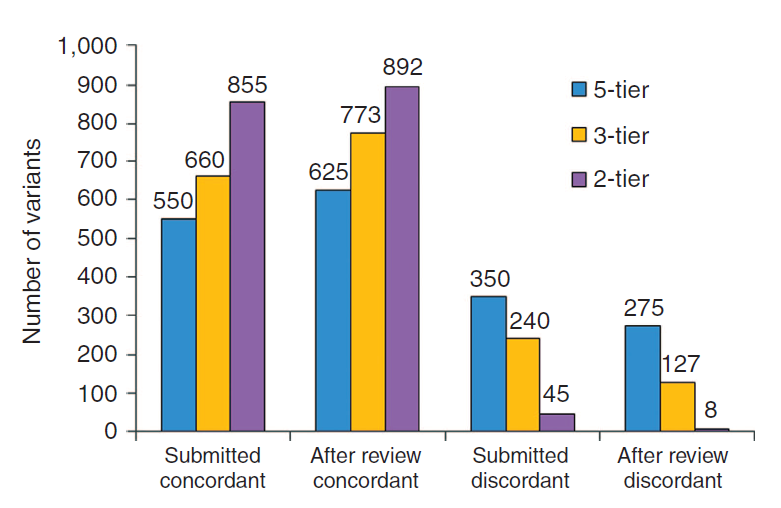 Number of variants
1,000
900
800
700
600
500
400
300
200
100
0
550
660
855
625
773
892
350
240
45
275
127
8
5-tier
3-tier
2-tier
Submitted
concordant
After review
concordant
Submitted
discordant
After review
discordant